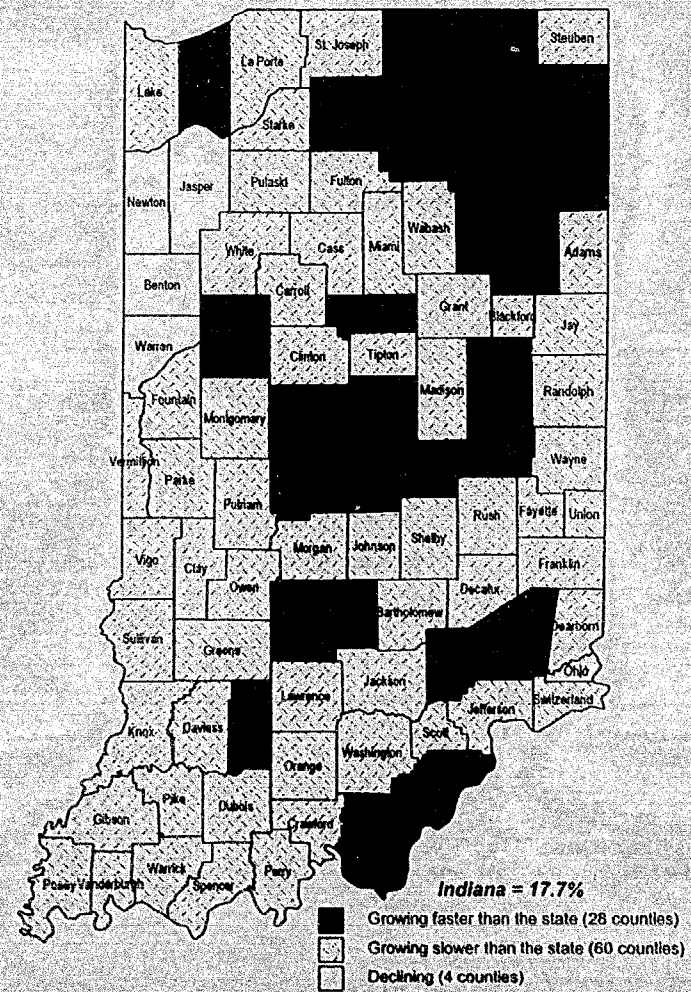 St. Joseph
Steuben
La Porte
Lake
Starke
Newton
Jasper
Pulaski
Fulton
Miami
Wabash
White
Cass
Adams
Benton
Carroll
Grant
Blackford
Jay
Warren
Clinton
Tipton
Madison
Randolph
Fountain
Montgomery
Vermillion
Parke
Wayne
Putnam
Rush
Fayette
Union
Morgan
Johnson
Shelby
Vigo
Clay
Owen
Franklin
Decatur
Bartholomew
Dearborn
Sullivan
Greene
Ohio
Jackson
Lawrence
Switzerland
Jefferson
Knox
Daviess
Scott
Washington
Orange
Pike
Dubois
Gibson
Crawford
Warrick
Perry
Posey
Vanderburgh
Spencer
Indiana = 17.7%
Growing faster than the state (28 counties)
Growing slower than the state (60 counties)
Declining (4 counties)